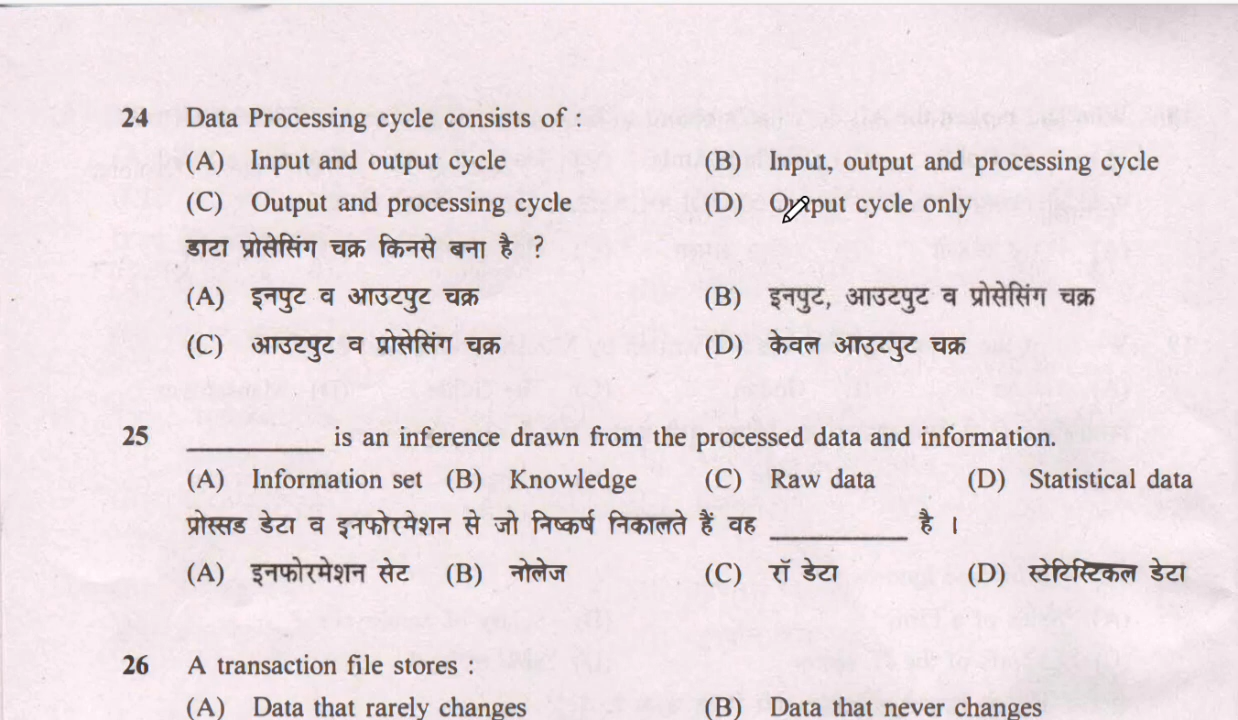 24 Data Processing cycle consists of :
(A) Input and output cycle (B) Input, output and processing cycle
(C) Output and processing cycle (D) Output cycle only
डाटा प्रोसेसिंग चक्र किनसे बना है ?
(A) इनपुट व आउटपुट चक्र (B) इनपुट, आउटपुट व प्रोसेसिंग चक्र
(C) आउटपुट व प्रोसेसिंग चक्र (D) केवल आउटपुट चक्र
25 __________ is an inference drawn from the processed data and information.
(A) Information set (B) Knowledge (C) Raw data (D) Statistical data
प्रोस्सड डेटा व इनफोरमेशन से जो निष्कर्ष निकालते हैं वह __________ है ।
(A) इनफोरमेशन सेट (B) नोलेज (C) रॉ डेटा (D) स्टेटिस्टिकल डेटा
26 A transaction file stores :
(A) Data that rarely changes (B) Data that never changes